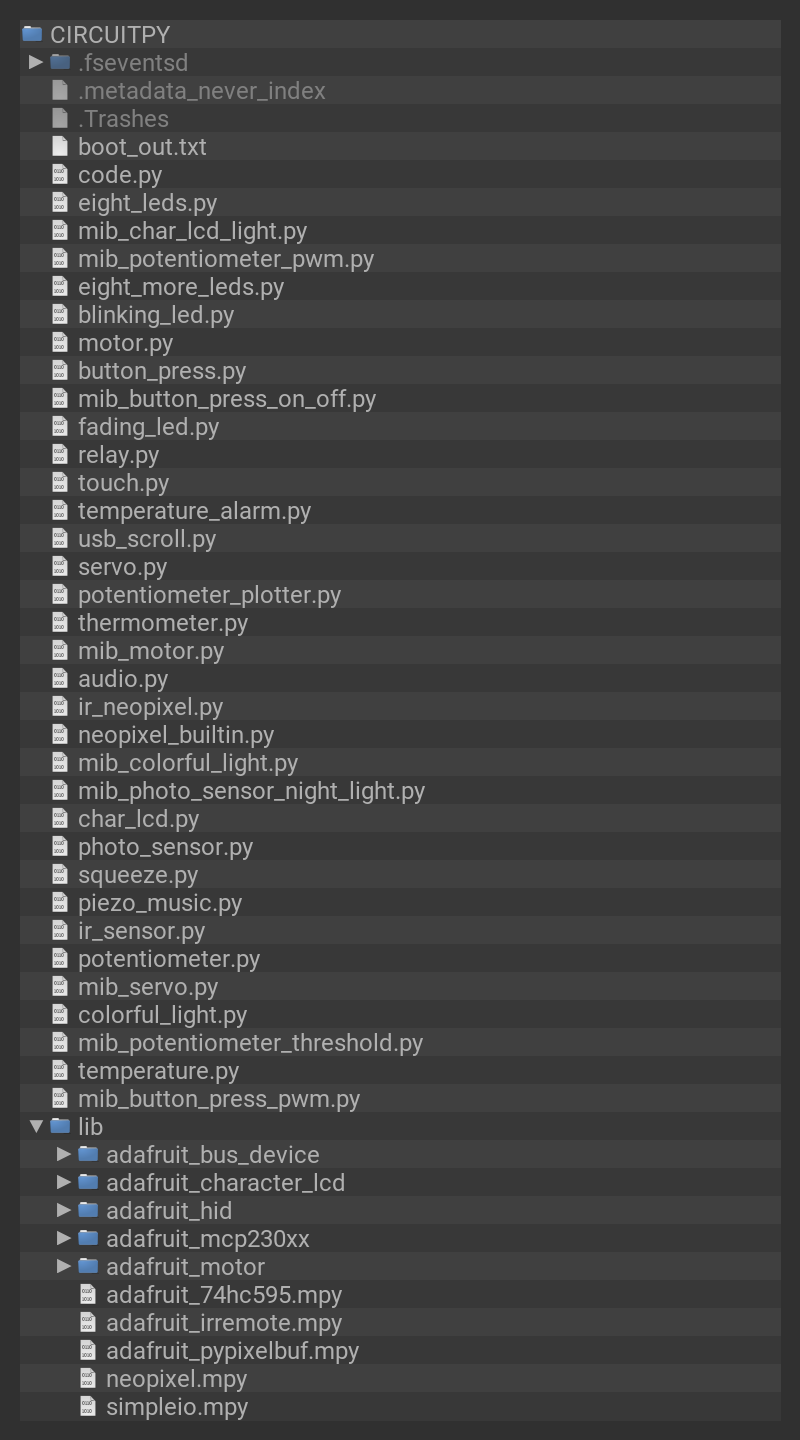 CIRCUITPY
.fseventsd
.metadata_never_index
.Trashes
boot_out.txt
code.py
eight_leds.py
mib_char_lcd_light.py
mib_potentiometer_pwm.py
eight_more_leds.py
blinking_led.py
motor.py
button_press.py
mib_button_press_on_off.py
fading_led.py
relay.py
touch.py
temperature_alarm.py
usb_scroll.py
servo.py
potentiometer_plotter.py
thermometer.py
mib_motor.py
audio.py
ir_neopixel.py
neopixel_builtin.py
mib_colorful_light.py
mib_photo_sensor_night_light.py
char_lcd.py
photo_sensor.py
squeeze.py
piezo_music.py
ir_sensor.py
potentiometer.py
mib_servo.py
colorful_light.py
mib_potentiometer_threshold.py
temperature.py
mib_button_press_pwm.py
lib
adafruit_bus_device
adafruit_character_lcd
adafruit_hid
adafruit_mcp230xx
adafruit_motor
adafruit_74hc595.mpy
adafruit_irremote.mpy
adafruit_pypixelbuf.mpy
neopixel.mpy
simpleio.mpy